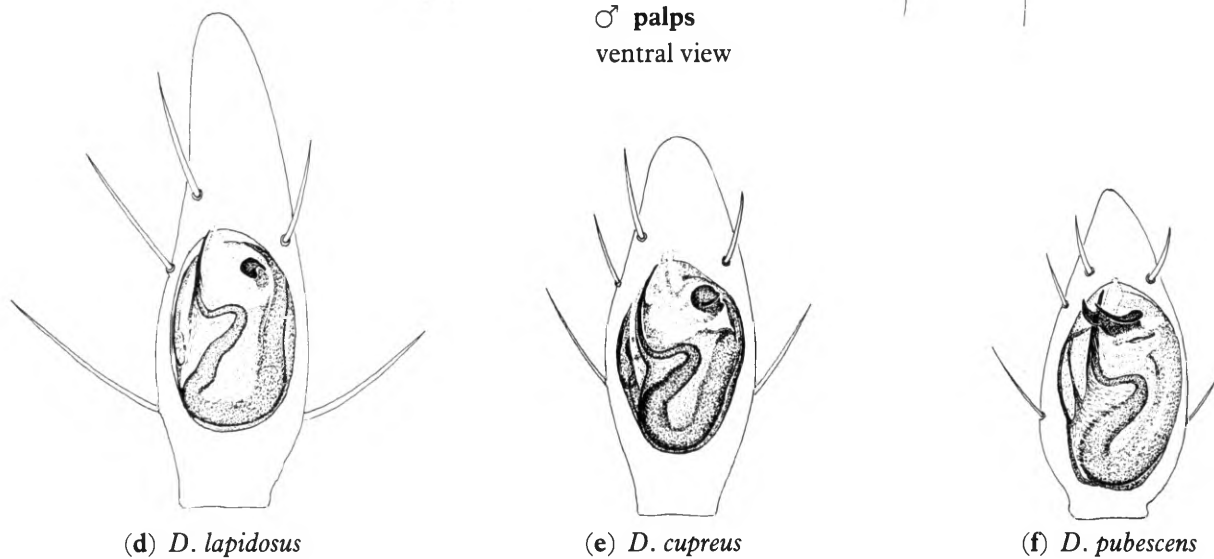 ♂ palps
ventral view
(d) D. lapidosus
(e) D. cupreus
(f) D. pubescens